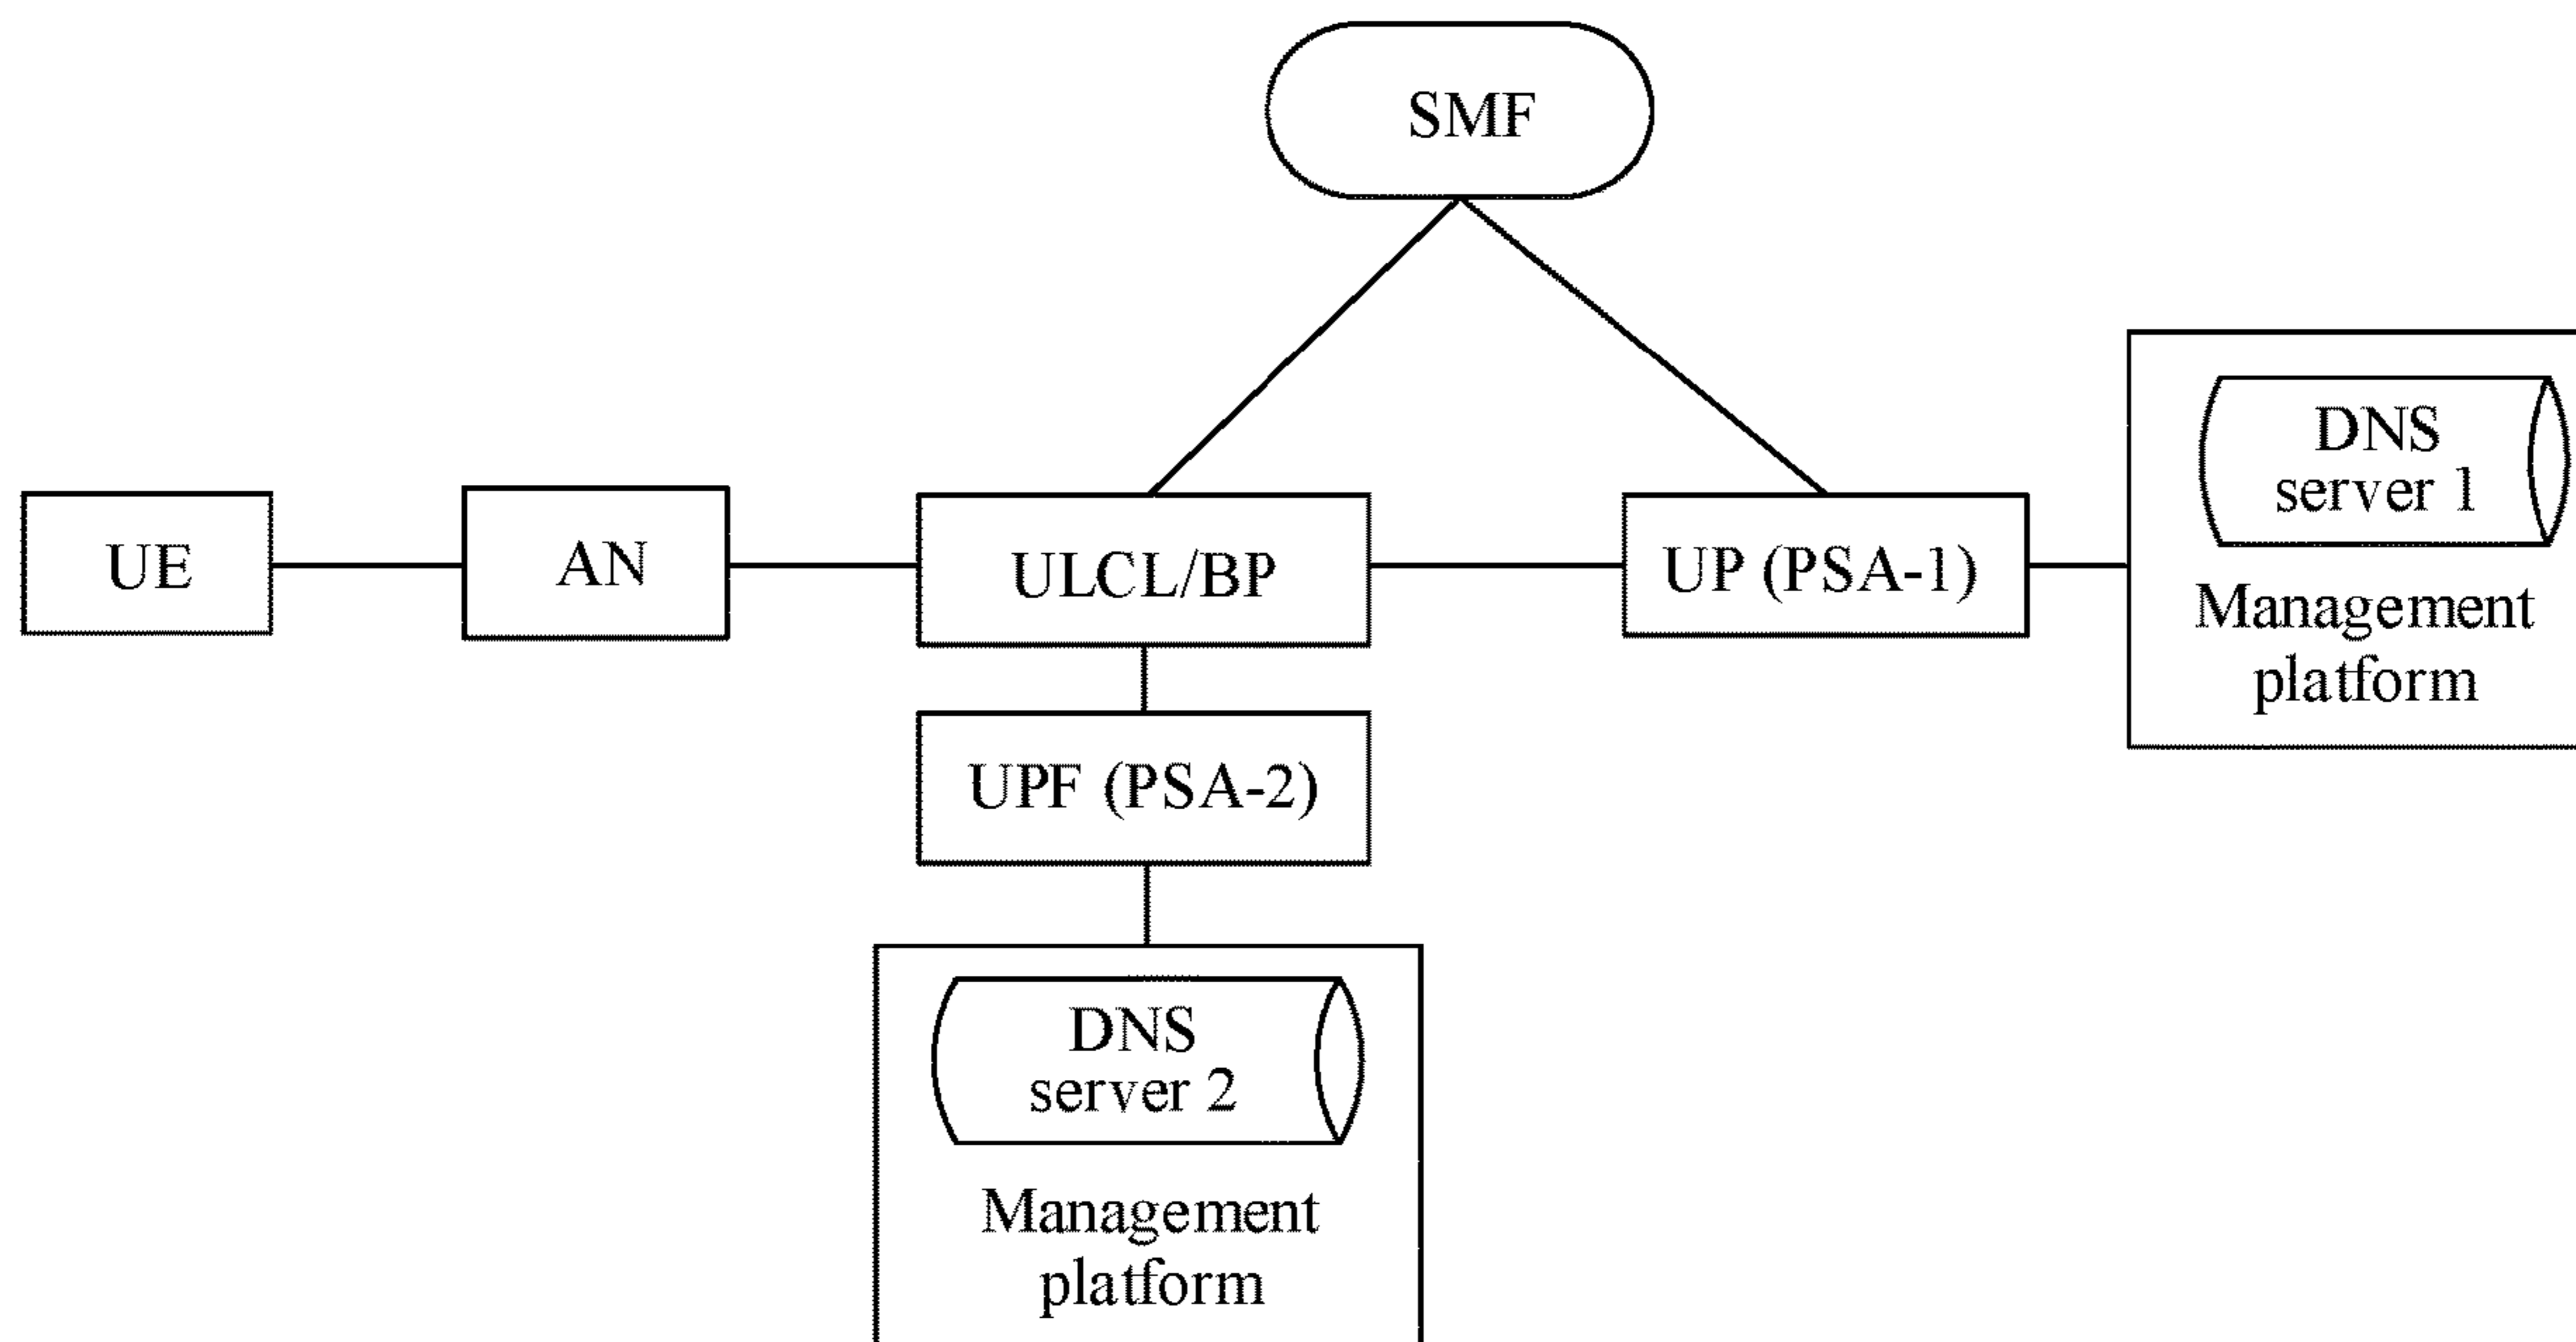 SMF
UE
AN
ULCL/BP
UP (PSA-1)
DNS
server 1
Management
platform
UPF (PSA-2)
DNS
server 2
Management
platform